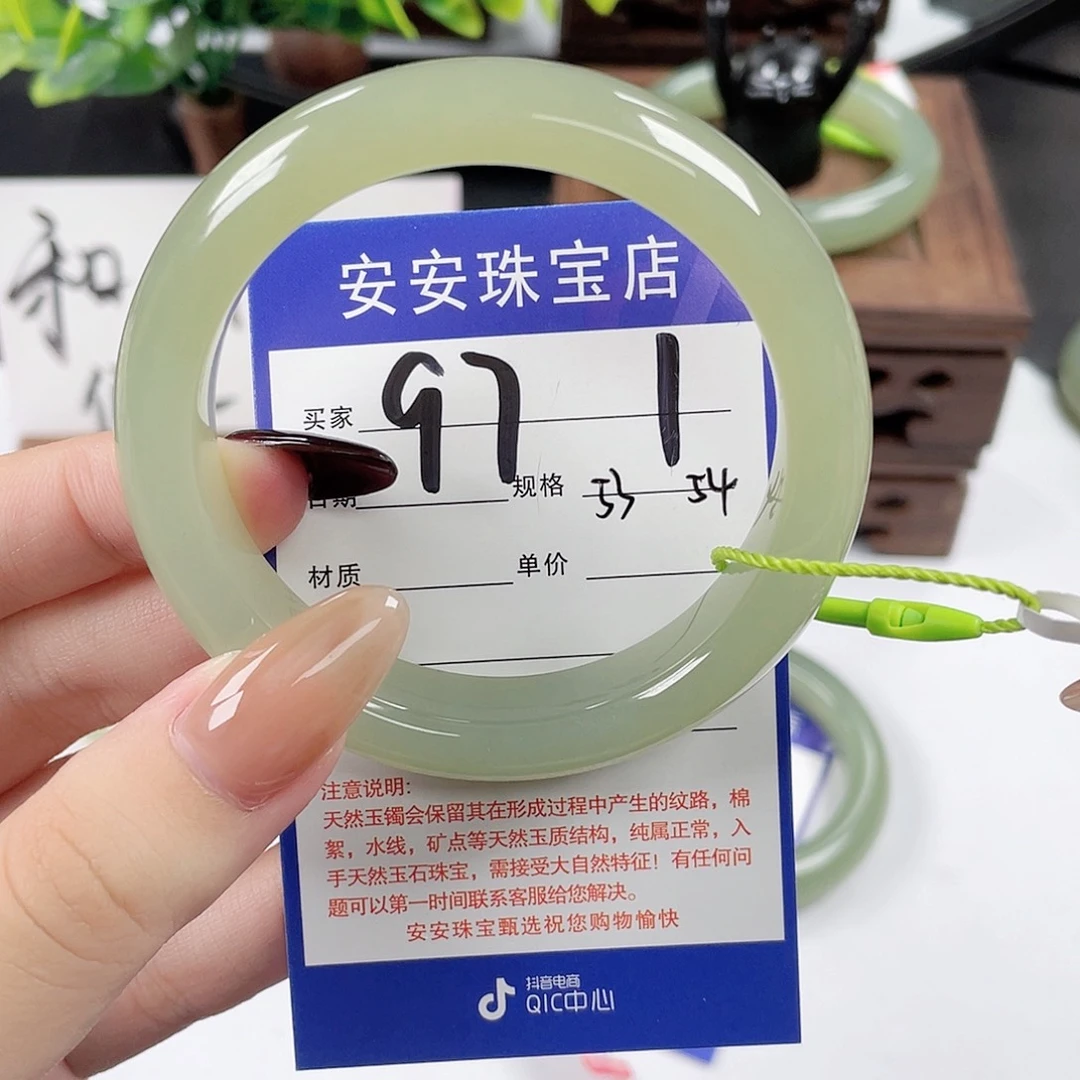 安安珠宝店
买家 97 1
日期 规格 53 54
材质 单价
注意说明:
天然玉镯会保留其在形成过程中产生的纹路，棉
絮，水线，矿点等天然玉质结构，纯属正常，入
手天然玉石珠宝，需接受大自然特征！有任何问
题可以第一时间联系客服给您解决。
安安珠宝甄选祝您购物愉快
抖音电商
QIC中心
和